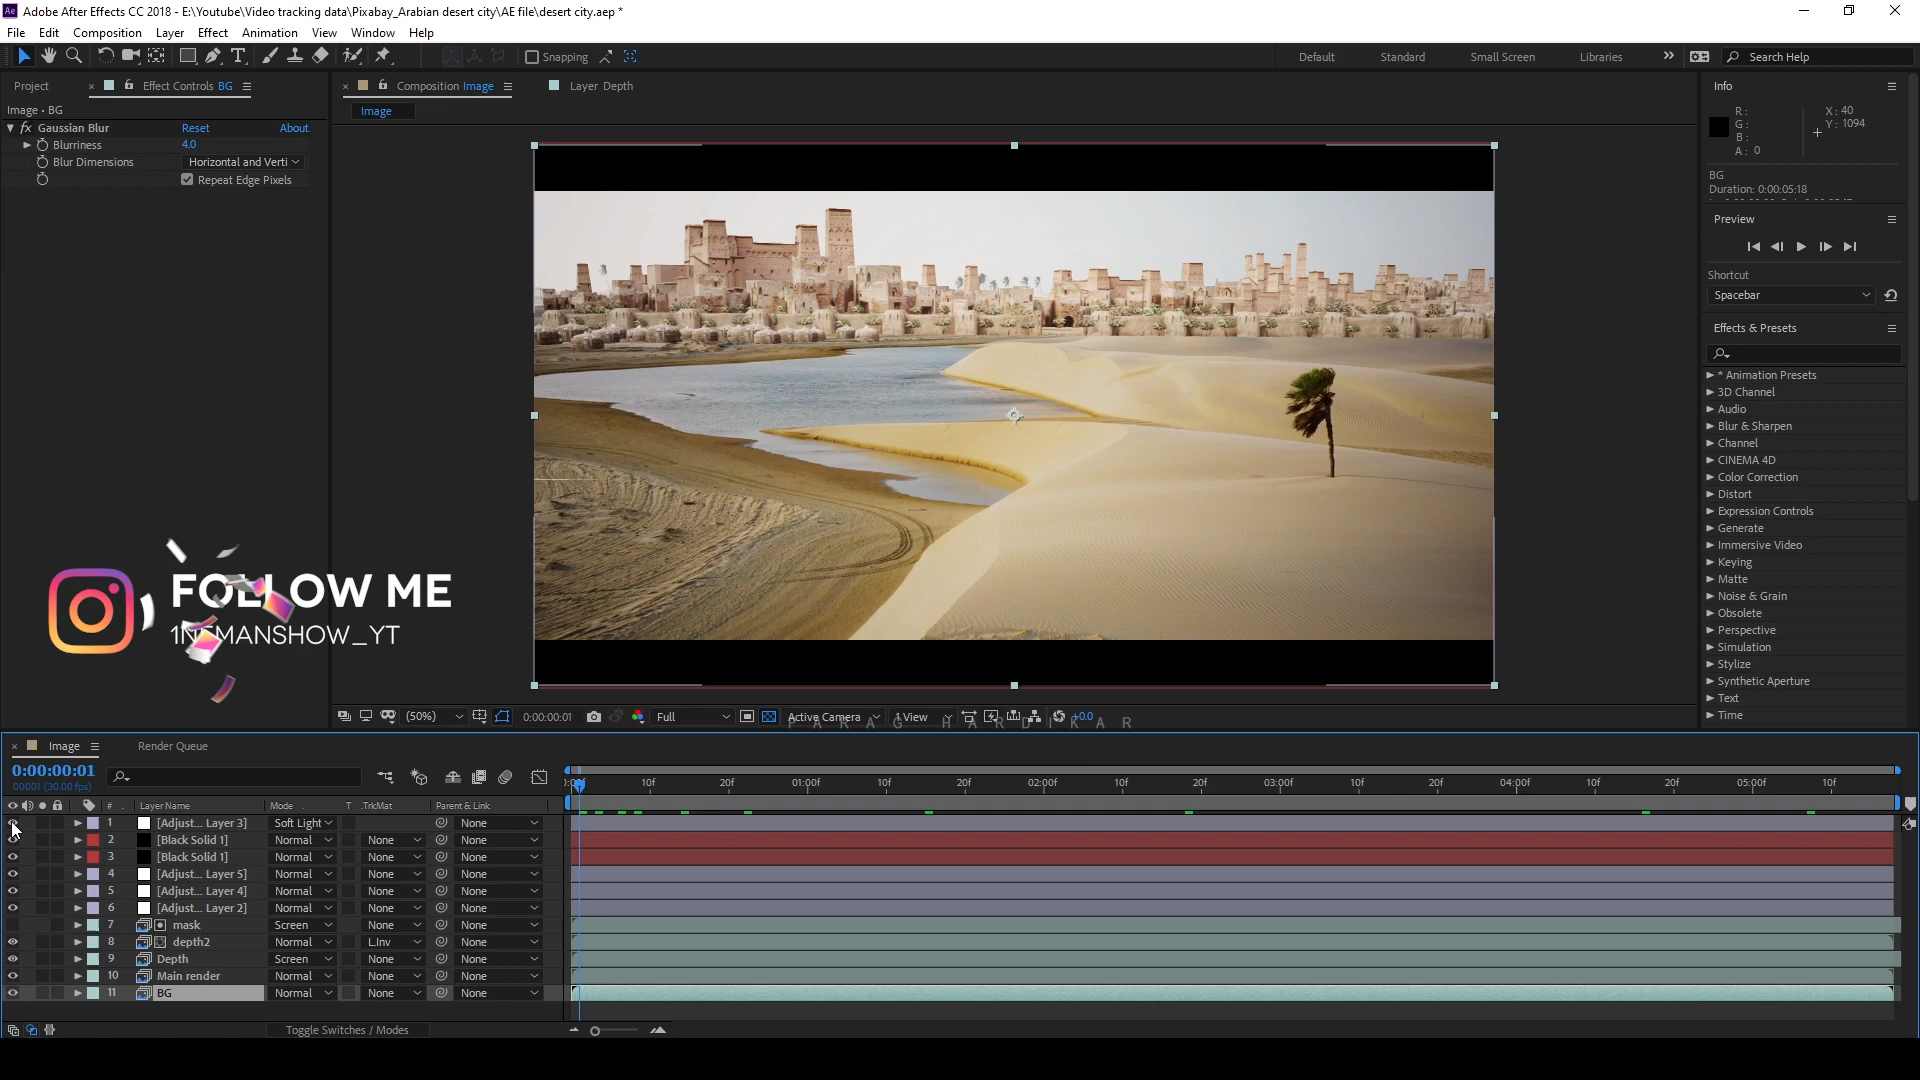 Adobe After Effects CC 2018 - E:\Youtube\Video tracking data\Pixabay_Arabian desert city\AE file\desert city.aep *
File Edit Composition Layer Effect Animation View Window Help
Snapping
Default Standard Small Screen Libraries Search Help
Project Effect Controls BG
Image • BG
fx Gaussian Blur Reset About.
Blurriness 4.0
Blur Dimensions Horizontal and Verti
Repeat Edge Pixels
Composition Image Layer Depth
Image
Info
R:
G:
B:
A: 0
X: 40
Y: 1094
BG
Duration: 0:00:05:18
Preview
Shortcut
Spacebar
Effects & Presets
* Animation Presets
3D Channel
Audio
Blur & Sharpen
Channel
CINEMA 4D
Color Correction
Distort
Expression Controls
Generate
Immersive Video
Keying
Matte
Noise & Grain
Obsolete
Perspective
Simulation
Stylize
Synthetic Aperture
Text
Time
FOLLOW ME
(50%) 0:00:00:01 Full Active Camera 1 View +0.0
PARAG HARDIKAR
Image Render Queue
0:00:00:01
00001 (30.00 fps)
10f 20f 01:00f 10f 20f 02:00f 10f 20f 03:00f 10f 20f 04:00f 10f 20f 05:00f 10f
# Layer Name Mode T .TrkMat Parent & Link
1 [Adjust... Layer 3] Soft Light None
2 [Black Solid 1] Normal None None
3 [Black Solid 1] Normal None None
4 [Adjust... Layer 5] Normal None None
5 [Adjust... Layer 4] Normal None None
6 [Adjust... Layer 2] Normal None None
7 mask Screen None None
8 depth2 Normal L.Inv None
9 Depth Screen None None
10 Main render Normal None None
11 BG Normal None None
Toggle Switches / Modes